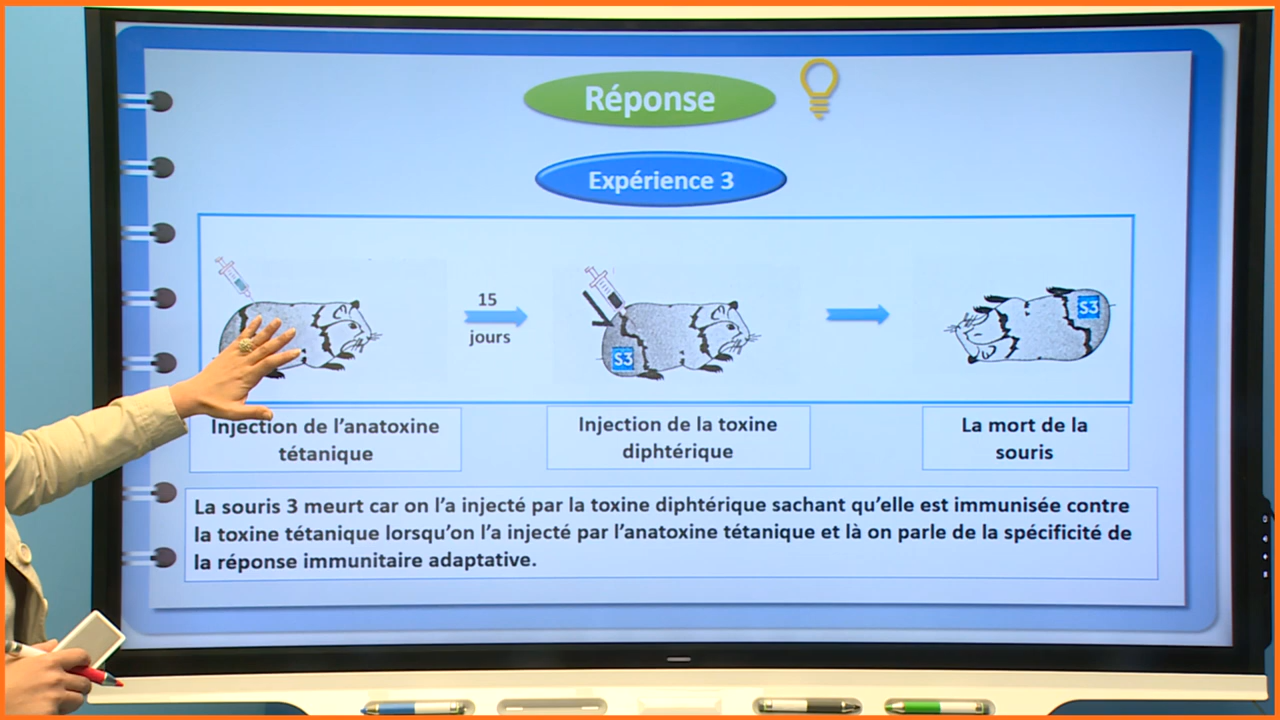 Réponse
Expérience 3
15
jours
S3
S3
Injection de l'anatoxine
tétanique
Injection de la toxine
diphtérique
La mort de la
souris
La souris 3 meurt car on l'a injecté par la toxine diphtérique sachant qu'elle est immunisée contre
la toxine tétanique lorsqu'on l'a injecté par l'anatoxine tétanique et là on parle de la spécificité de
la réponse immunitaire adaptative.